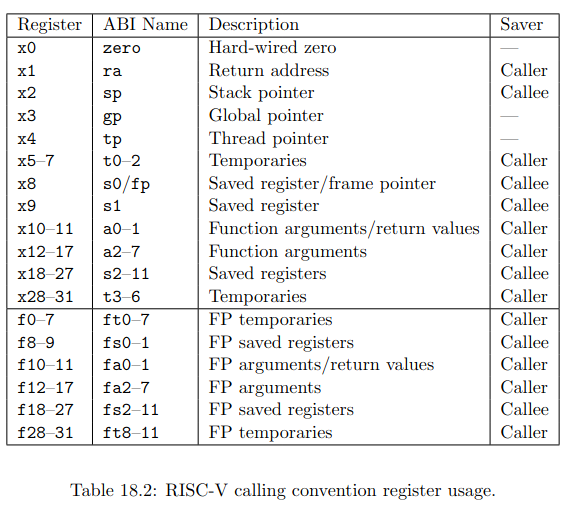 Register ABI Name Description Saver
x0 zero Hard-wired zero —
x1 ra Return address Caller
x2 sp Stack pointer Callee
x3 gp Global pointer —
x4 tp Thread pointer —
x5–7 t0–2 Temporaries Caller
x8 s0/fp Saved register/frame pointer Callee
x9 s1 Saved register Callee
x10–11 a0–1 Function arguments/return values Caller
x12–17 a2–7 Function arguments Caller
x18–27 s2–11 Saved registers Callee
x28–31 t3–6 Temporaries Caller
f0–7 ft0–7 FP temporaries Caller
f8–9 fs0–1 FP saved registers Callee
f10–11 fa0–1 FP arguments/return values Caller
f12–17 fa2–7 FP arguments Caller
f18–27 fs2–11 FP saved registers Callee
f28–31 ft8–11 FP temporaries Caller
Table 18.2: RISC-V calling convention register usage.